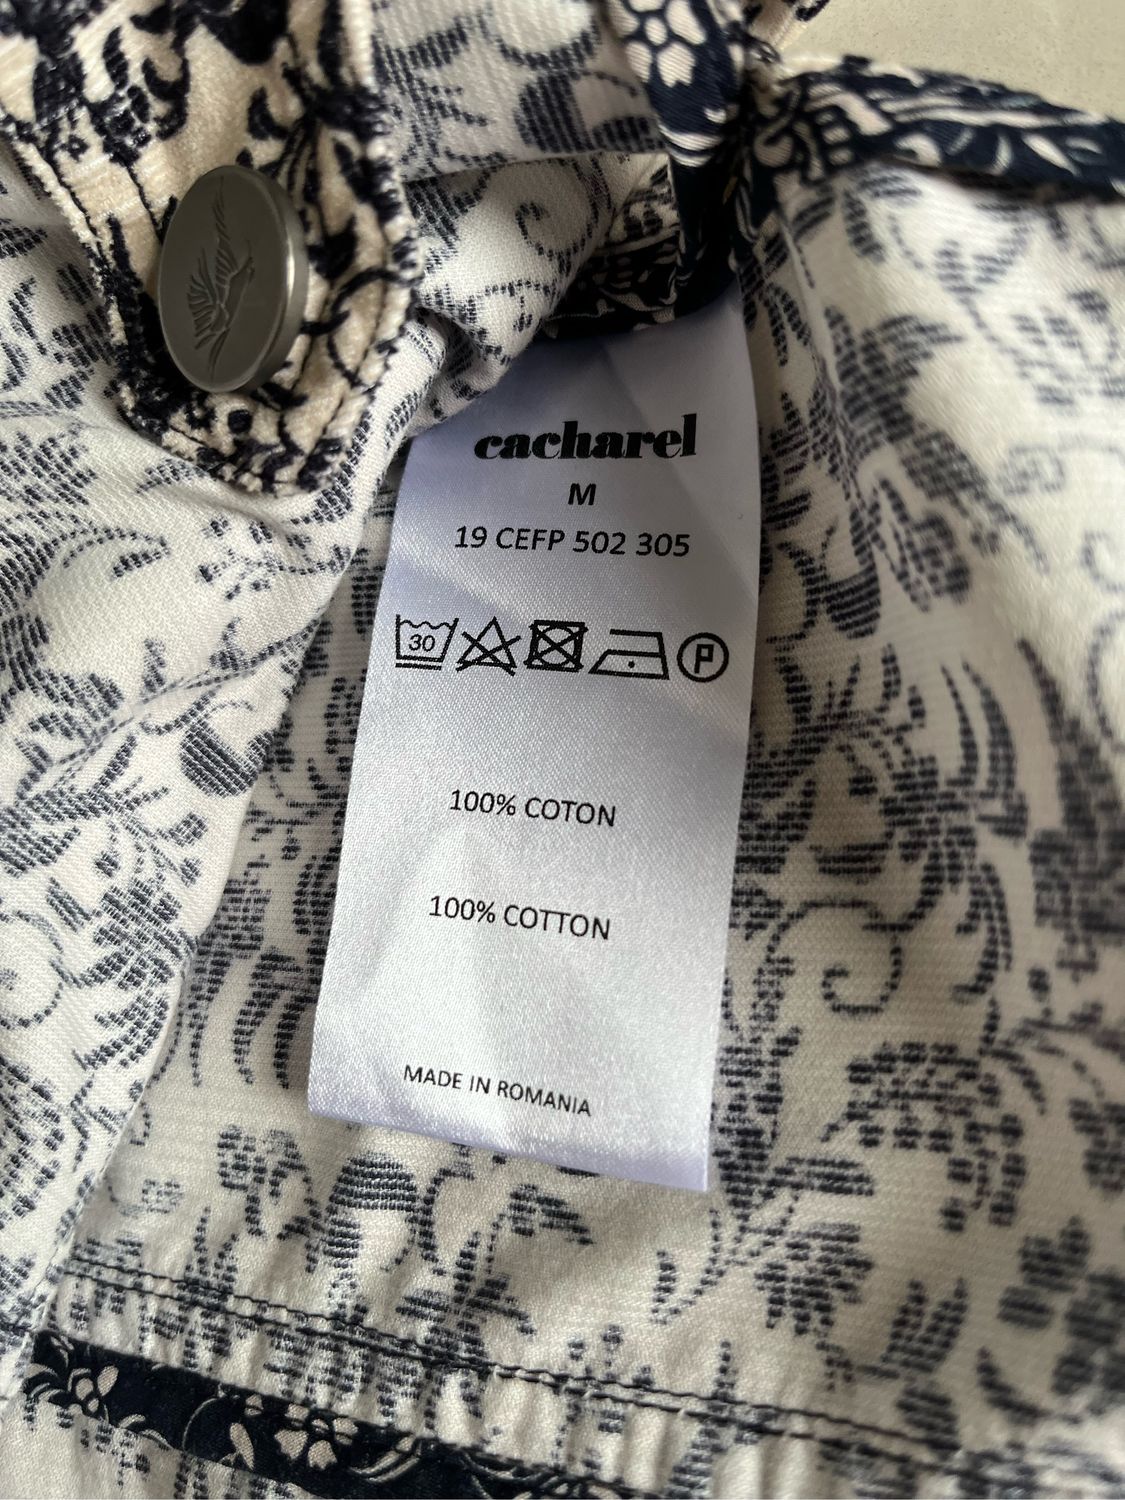 cacharel
M
19 CEFP 502 305
30 P
100% COTON
100% COTTON
MADE IN ROMANIA